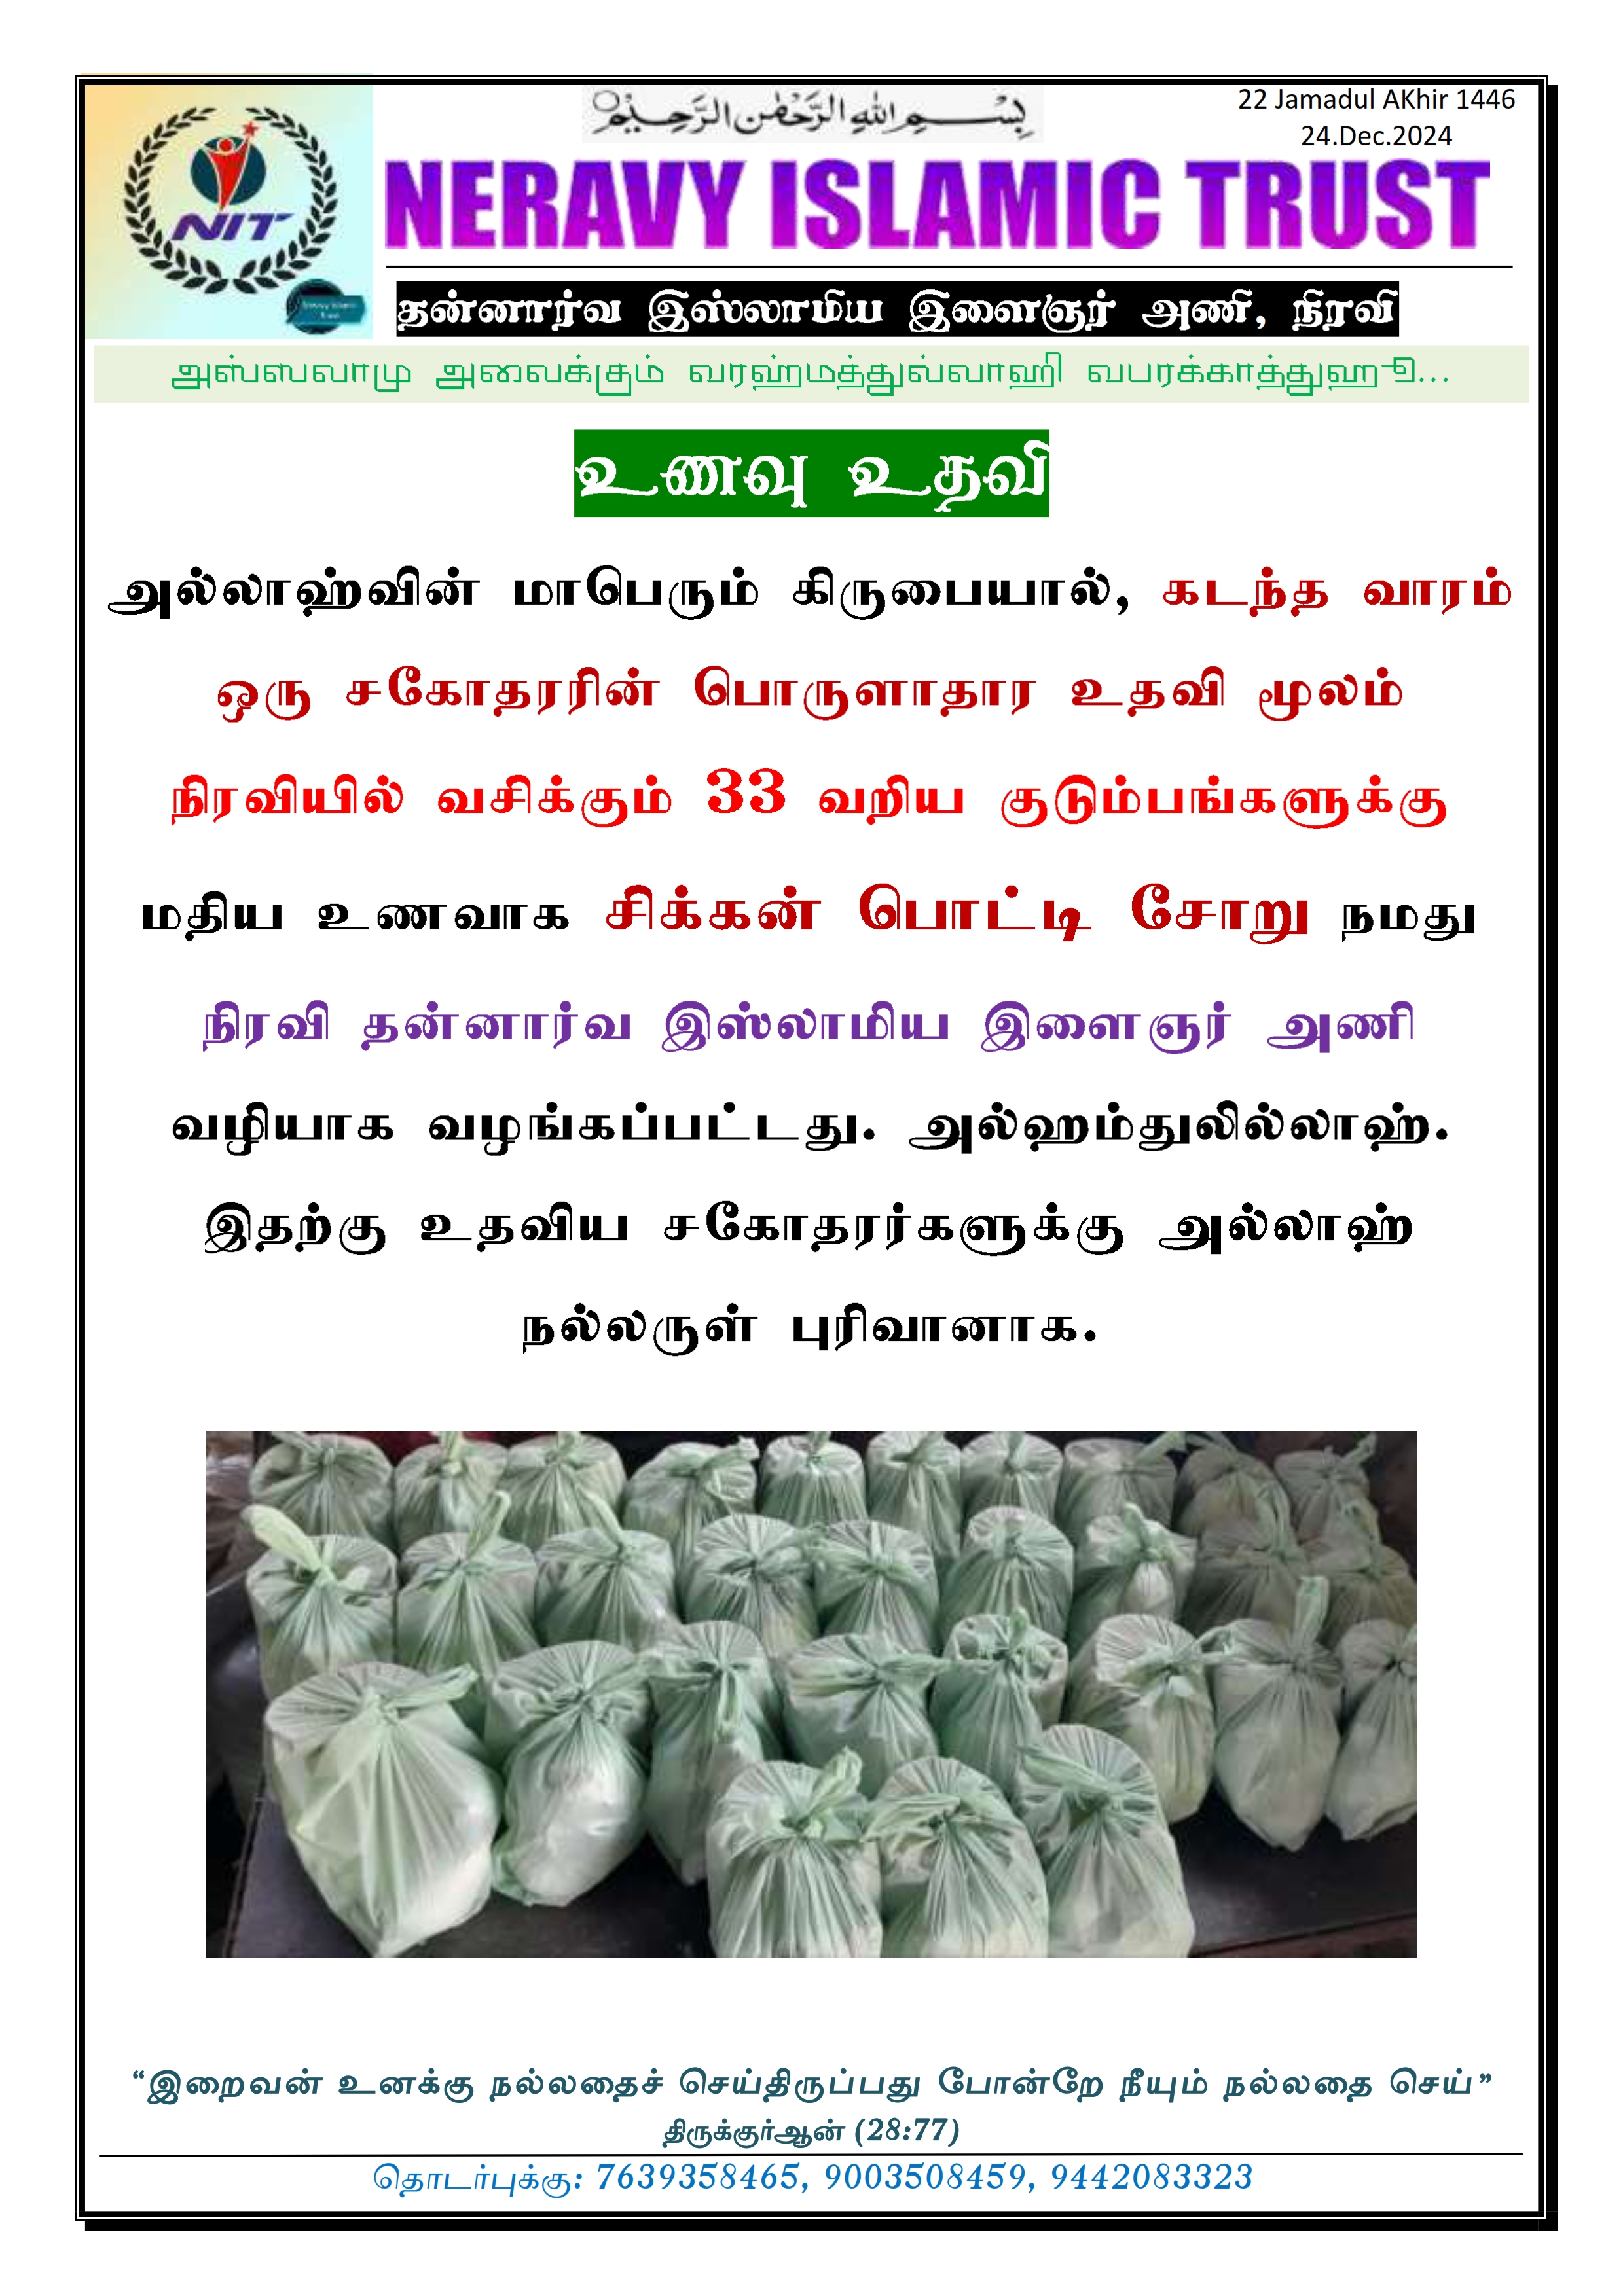 22 Jamadul AKhir 1446
24.Dec.2024
بِسْمِ اللهِ الرَّحْمٰنِ الرَّحِيْمِ
NIT
NERAVY ISLAMIC TRUST
தன்னார்வ இஸ்லாமிய இளைஞர் அணி, நிரவி
அஸ்ஸலாமு அலைக்கும் வரஹ்மத்துல்லாஹி வபரக்காத்துஹூ...
உணவு உதவி
அல்லாஹ்வின் மாபெரும் கிருபையால், கடந்த வாரம்
ஒரு சகோதரரின் பொருளாதார உதவி மூலம்
நிரவியில் வசிக்கும் 33 வறிய குடும்பங்களுக்கு
மதிய உணவாக சிக்கன் பொட்டி சோறு நமது
நிரவி தன்னார்வ இஸ்லாமிய இளைஞர் அணி
வழியாக வழங்கப்பட்டது. அல்ஹம்துலில்லாஹ்.
இதற்கு உதவிய சகோதரர்களுக்கு அல்லாஹ்
நல்லருள் புரிவானாக.
“இறைவன் உனக்கு நல்லதைச் செய்திருப்பது போன்றே நீயும் நல்லதை செய்”
திருக்குர்ஆன் (28:77)
தொடர்புக்கு: 7639358465, 9003508459, 9442083323